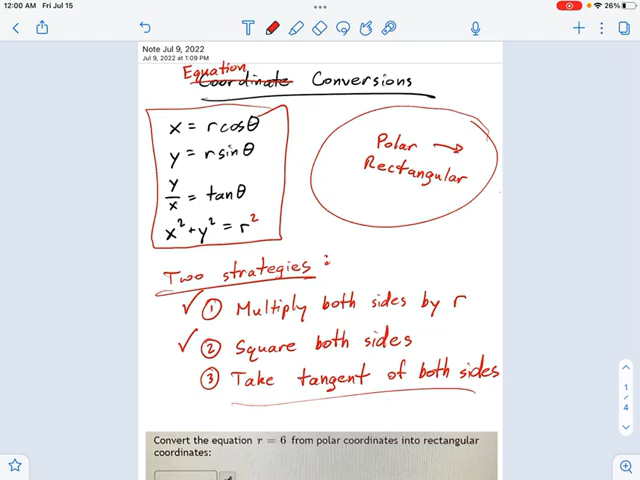 12:00 AM Fri Jul 15
26%
T
Note Jul 9, 2022
Jul 9, 2022 at 1:09 PM
Equation
Coordinate Conversions
x = r cos θ
y = r sin θ
y/x = tan θ
x² + y² = r²
Polar →
Rectangular
Two strategies:
✓ ① Multiply both sides by r
✓ ② Square both sides
③ Take tangent of both sides
Convert the equation r = 6 from polar coordinates into rectangular
coordinates:
1
/
4